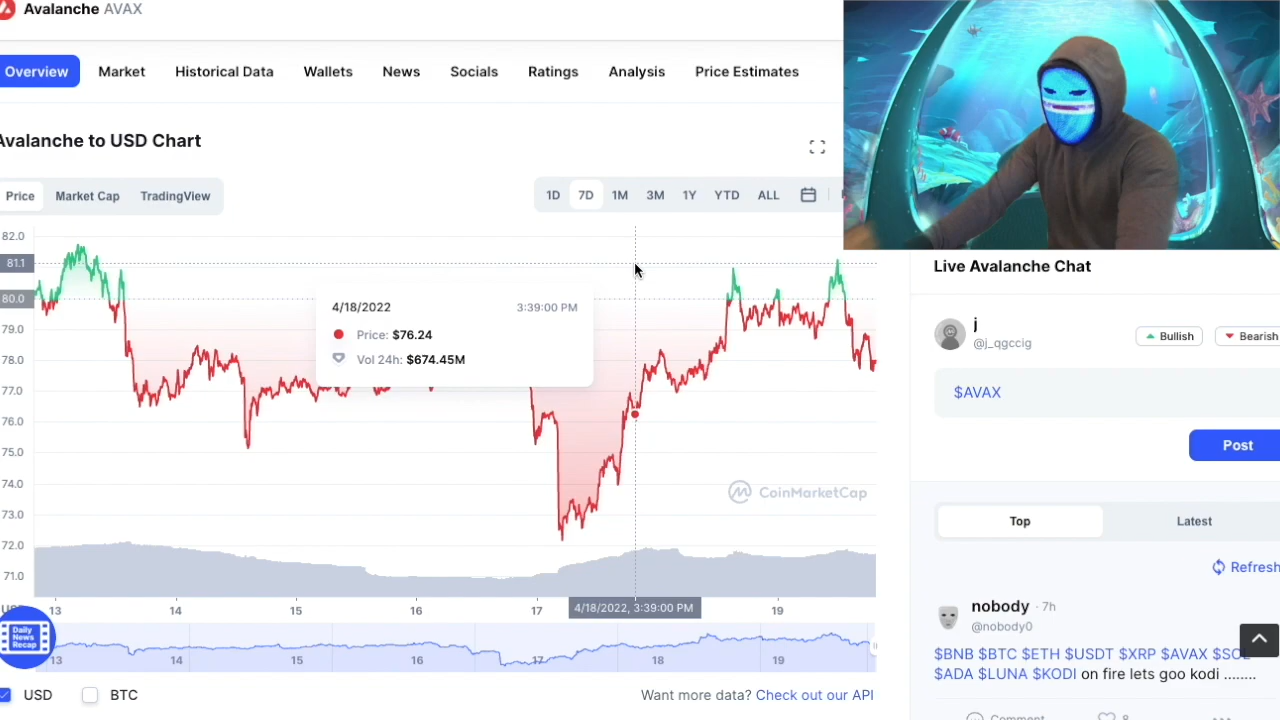 Avalanche AVAX
Overview Market Historical Data Wallets News Socials Ratings Analysis Price Estimates
Avalanche to USD Chart
Price Market Cap TradingView
1D 7D 1M 3M 1Y YTD ALL
82.0
81.1
80.0
79.0
78.0
77.0
76.0
75.0
74.0
73.0
72.0
71.0
4/18/2022 3:39:00 PM
Price: $76.24
Vol 24h: $674.45M
CoinMarketCap
13 14 15 16 17 4/18/2022, 3:39:00 PM 19
Daily
News
Recap
13 14 15 16 17 18 19
USD BTC
Want more data? Check out our API
Live Avalanche Chat
j
@j_qgccig
Bullish Bearish
$AVAX
Post
Top Latest
Refresh
nobody · 7h
@nobody0
$BNB $BTC $ETH $USDT $XRP $AVAX $SOL
$ADA $LUNA $KODI on fire lets goo kodi ........
Comment 8